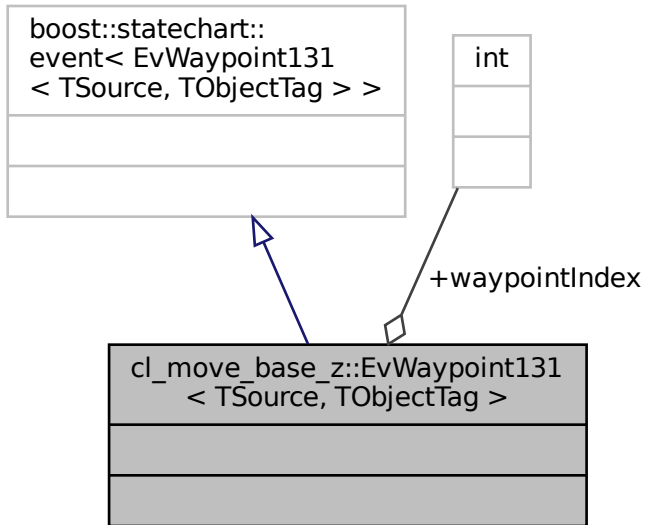 boost::statechart::
event< EvWaypoint131
< TSource, TObjectTag > >
int
+waypointIndex
cl_move_base_z::EvWaypoint131
< TSource, TObjectTag >